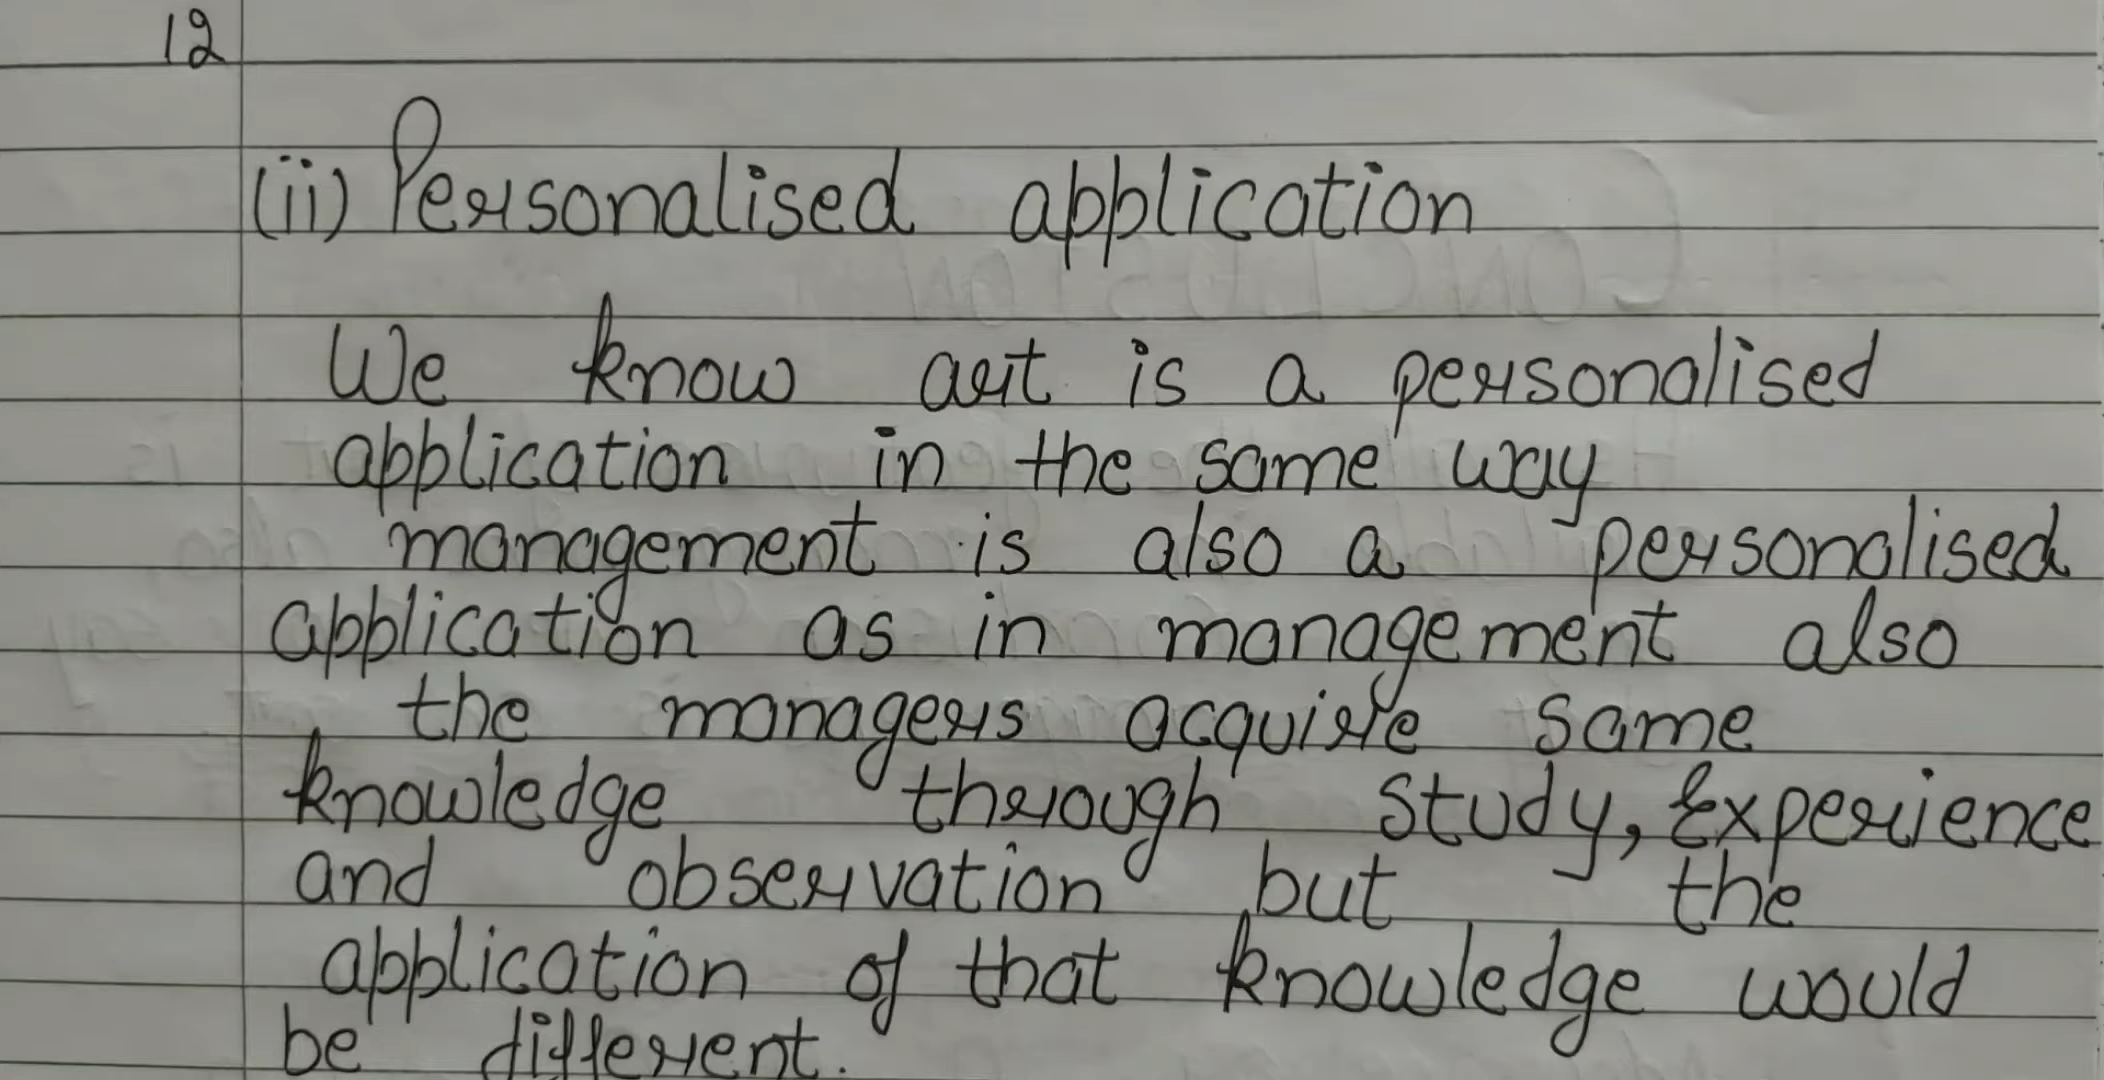 12
(ii) Personalised application
We know art is a personalised
application in the same way
management is also a personalised
application as in management also
the managers acquire same
knowledge through study, Experience
and observation but the
application of that knowledge would
be different.